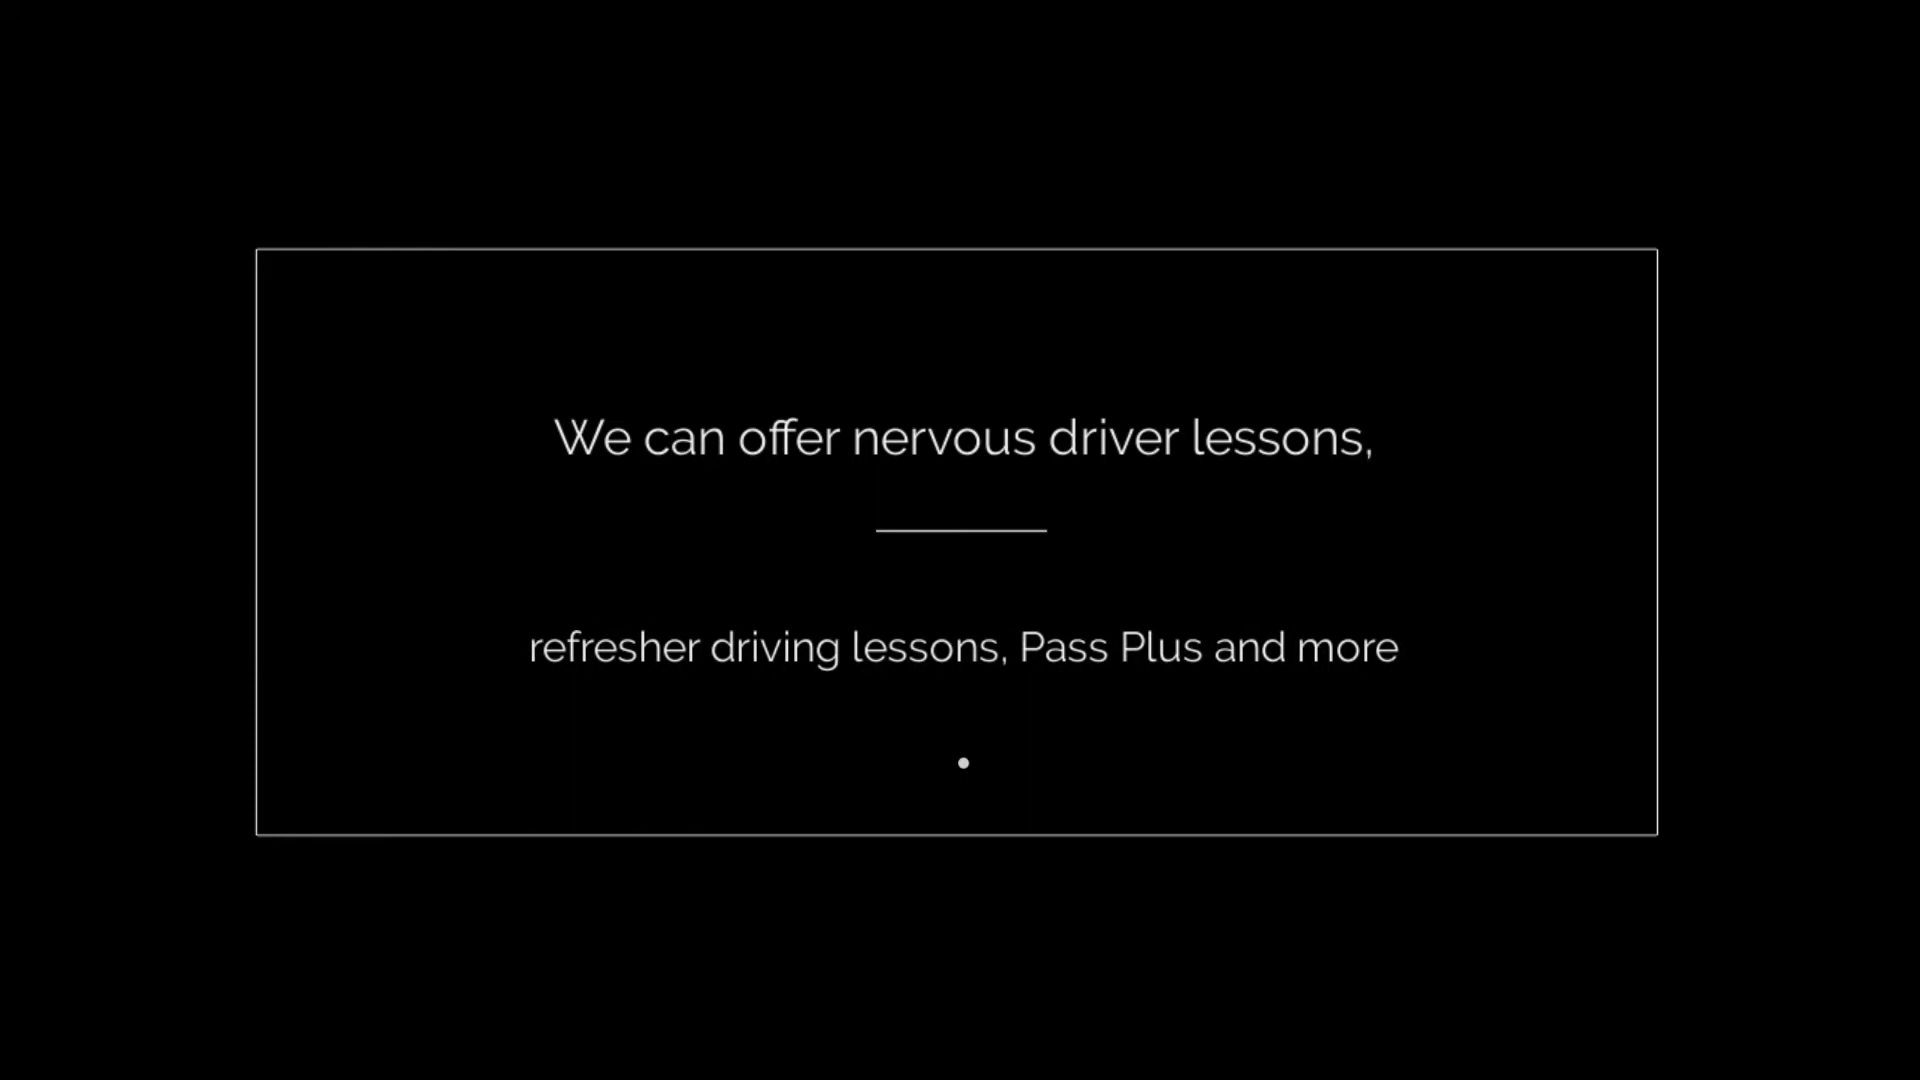 We can offer nervous driver lessons,
refresher driving lessons, Pass Plus and more